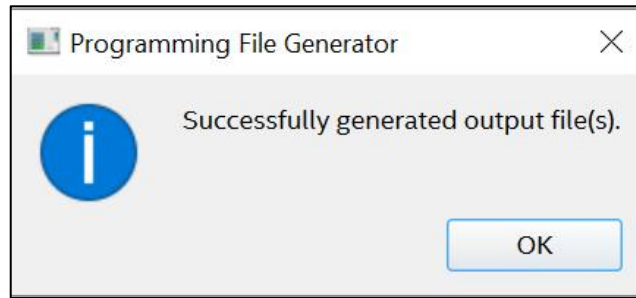 Programming File Generator
Successfully generated output file(s).
OK